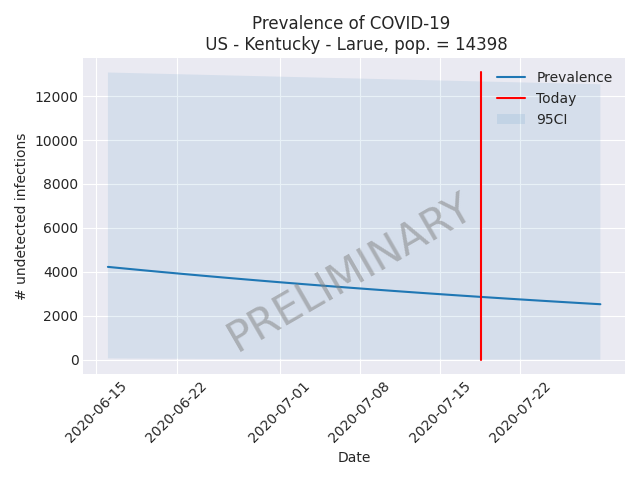 Prevalence of COVID-19
US - Kentucky - Larue, pop. = 14398
# undetected infections
12000
10000
8000
6000
4000
2000
0
Prevalence
Today
95CI
PRELIMINARY
2020-06-15
2020-06-22
2020-07-01
2020-07-08
2020-07-15
2020-07-22
Date